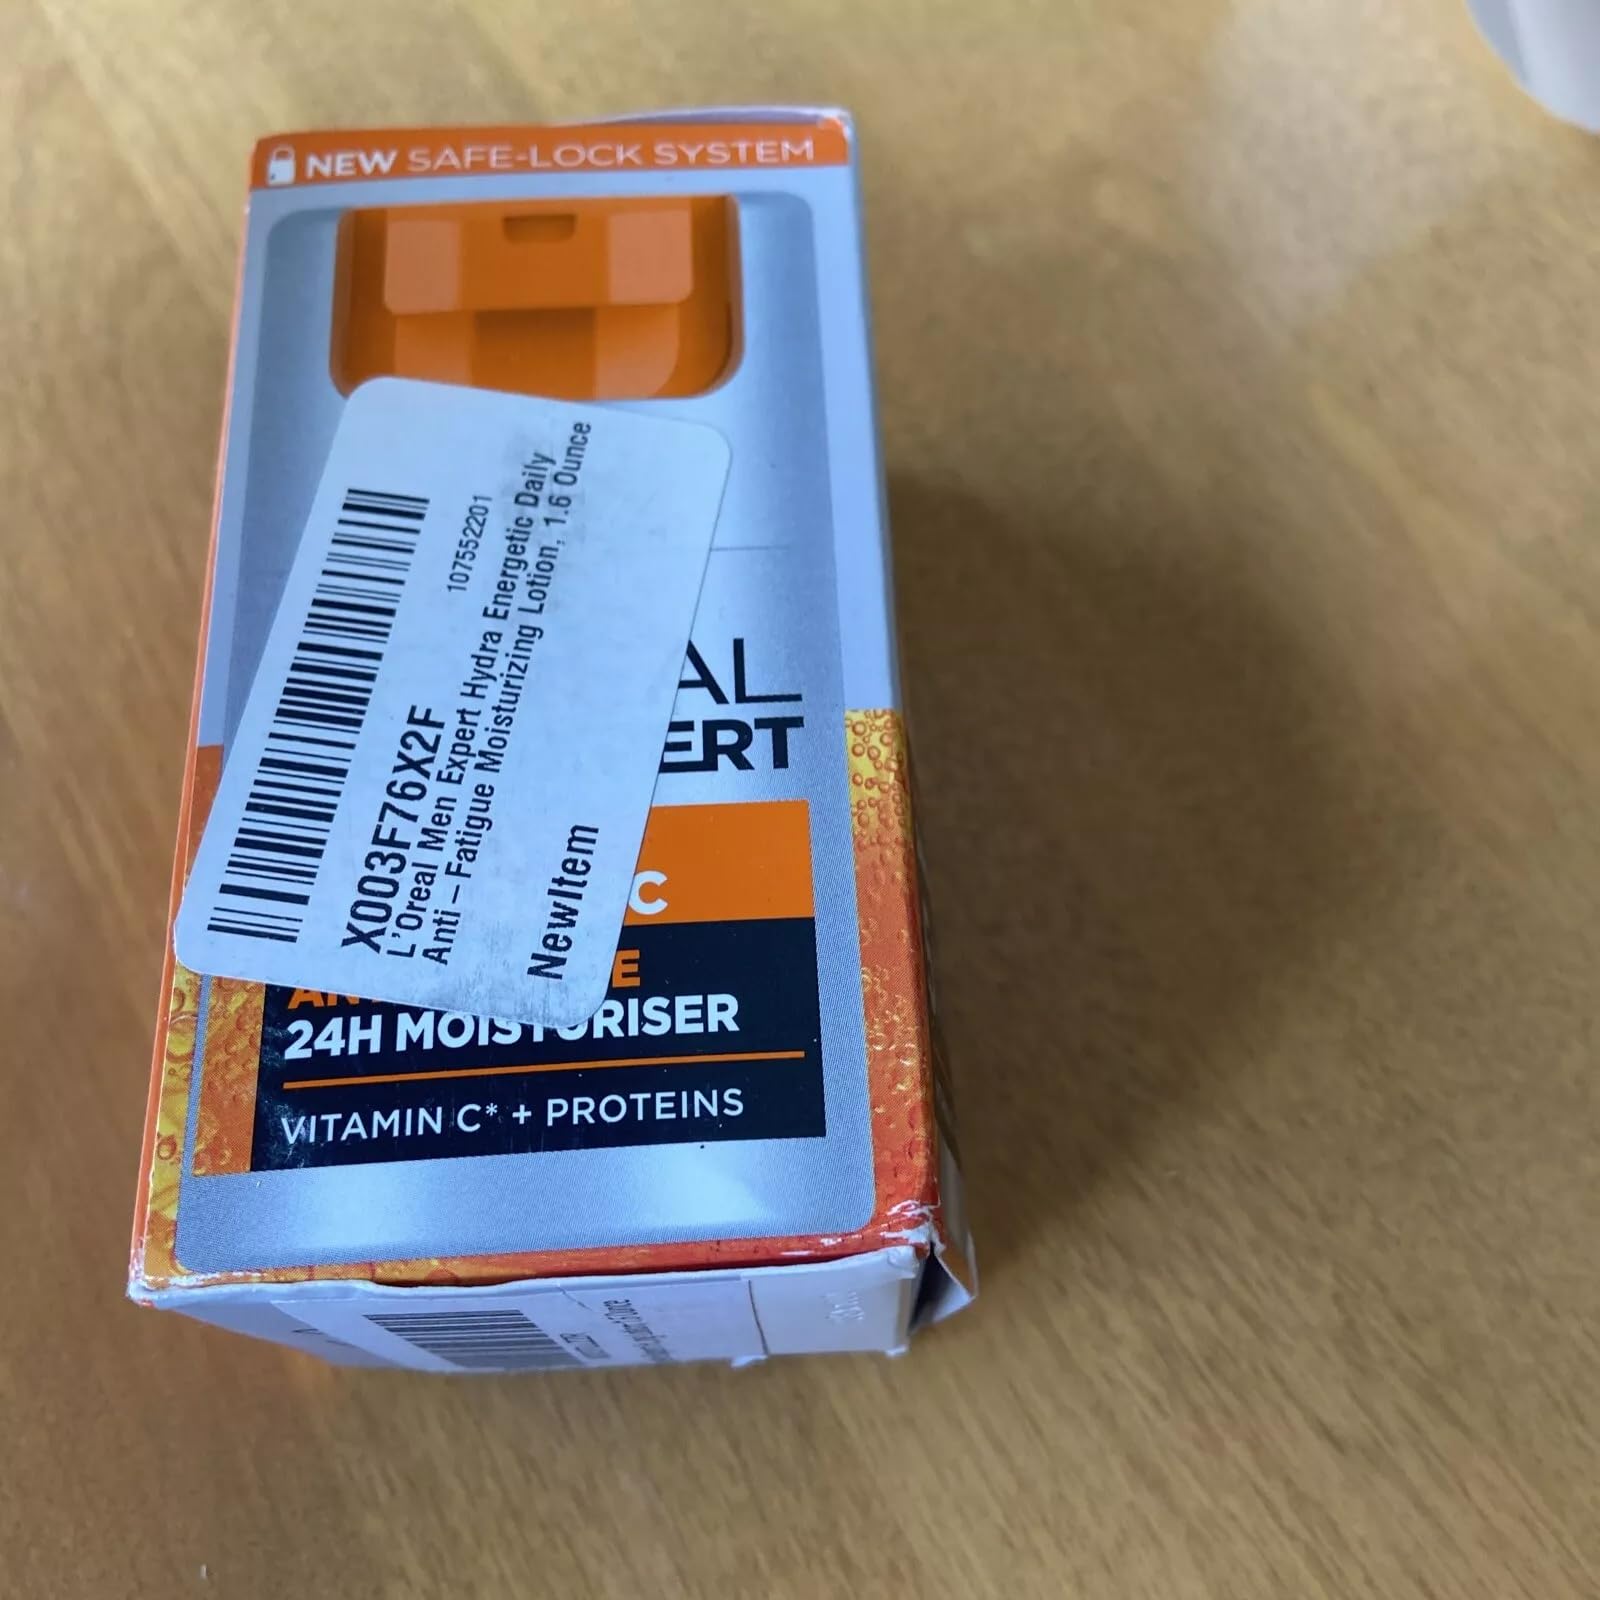 NEW SAFE-LOCK SYSTEM
107552201
X003F76X2F
L'Oreal Men Expert Hydra Energetic Daily
Anti – Fatigue Moisturizing Lotion, 1.6 Ounce
NewItem
AL
ERT
C
AN E
24H MOISTURISER
VITAMIN C* + PROTEINS